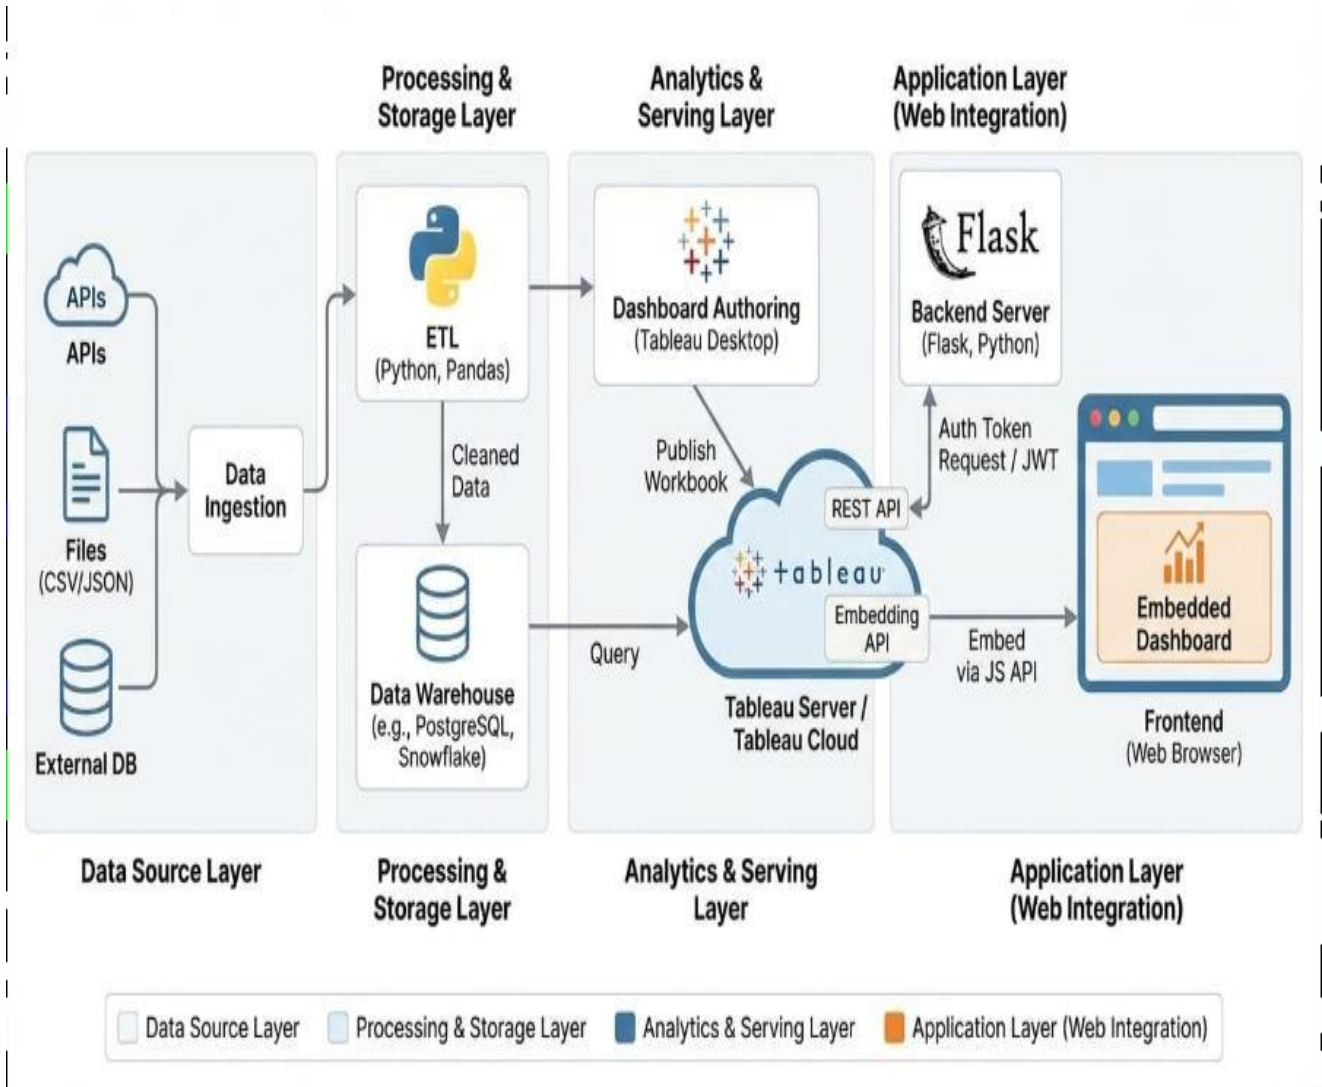 Processing &
Storage Layer
Analytics &
Serving Layer
Application Layer
(Web Integration)
APIs
APIs
Files
(CSV/JSON)
External DB
Data
Ingestion
ETL
(Python, Pandas)
Cleaned
Data
Data Warehouse
(e.g., PostgreSQL,
Snowflake)
Dashboard Authoring
(Tableau Desktop)
Publish
Workbook
Query
REST API
+tableau
Embedding
API
Tableau Server /
Tableau Cloud
Flask
Backend Server
(Flask, Python)
Auth Token
Request / JWT
Embed
via JS API
Embedded
Dashboard
Frontend
(Web Browser)
Data Source Layer
Processing &
Storage Layer
Analytics & Serving
Layer
Application Layer
(Web Integration)
Data Source Layer
Processing & Storage Layer
Analytics & Serving Layer
Application Layer (Web Integration)